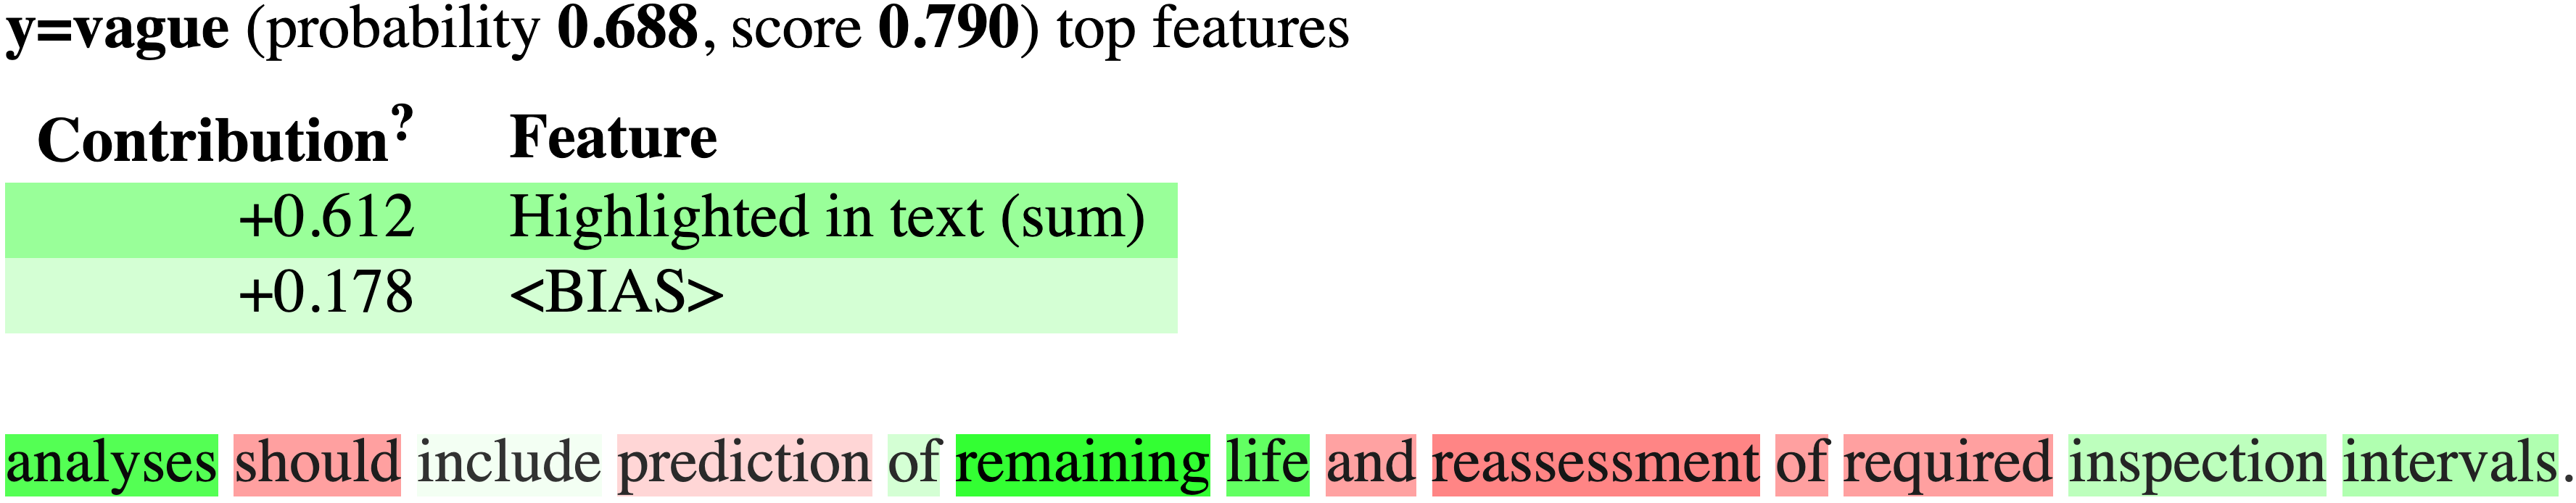 y=vague (probability 0.688, score 0.790) top features
Contribution? Feature
+0.612 Highlighted in text (sum)
+0.178 <BIAS>
analyses should include prediction of remaining life and reassessment of required inspection intervals.